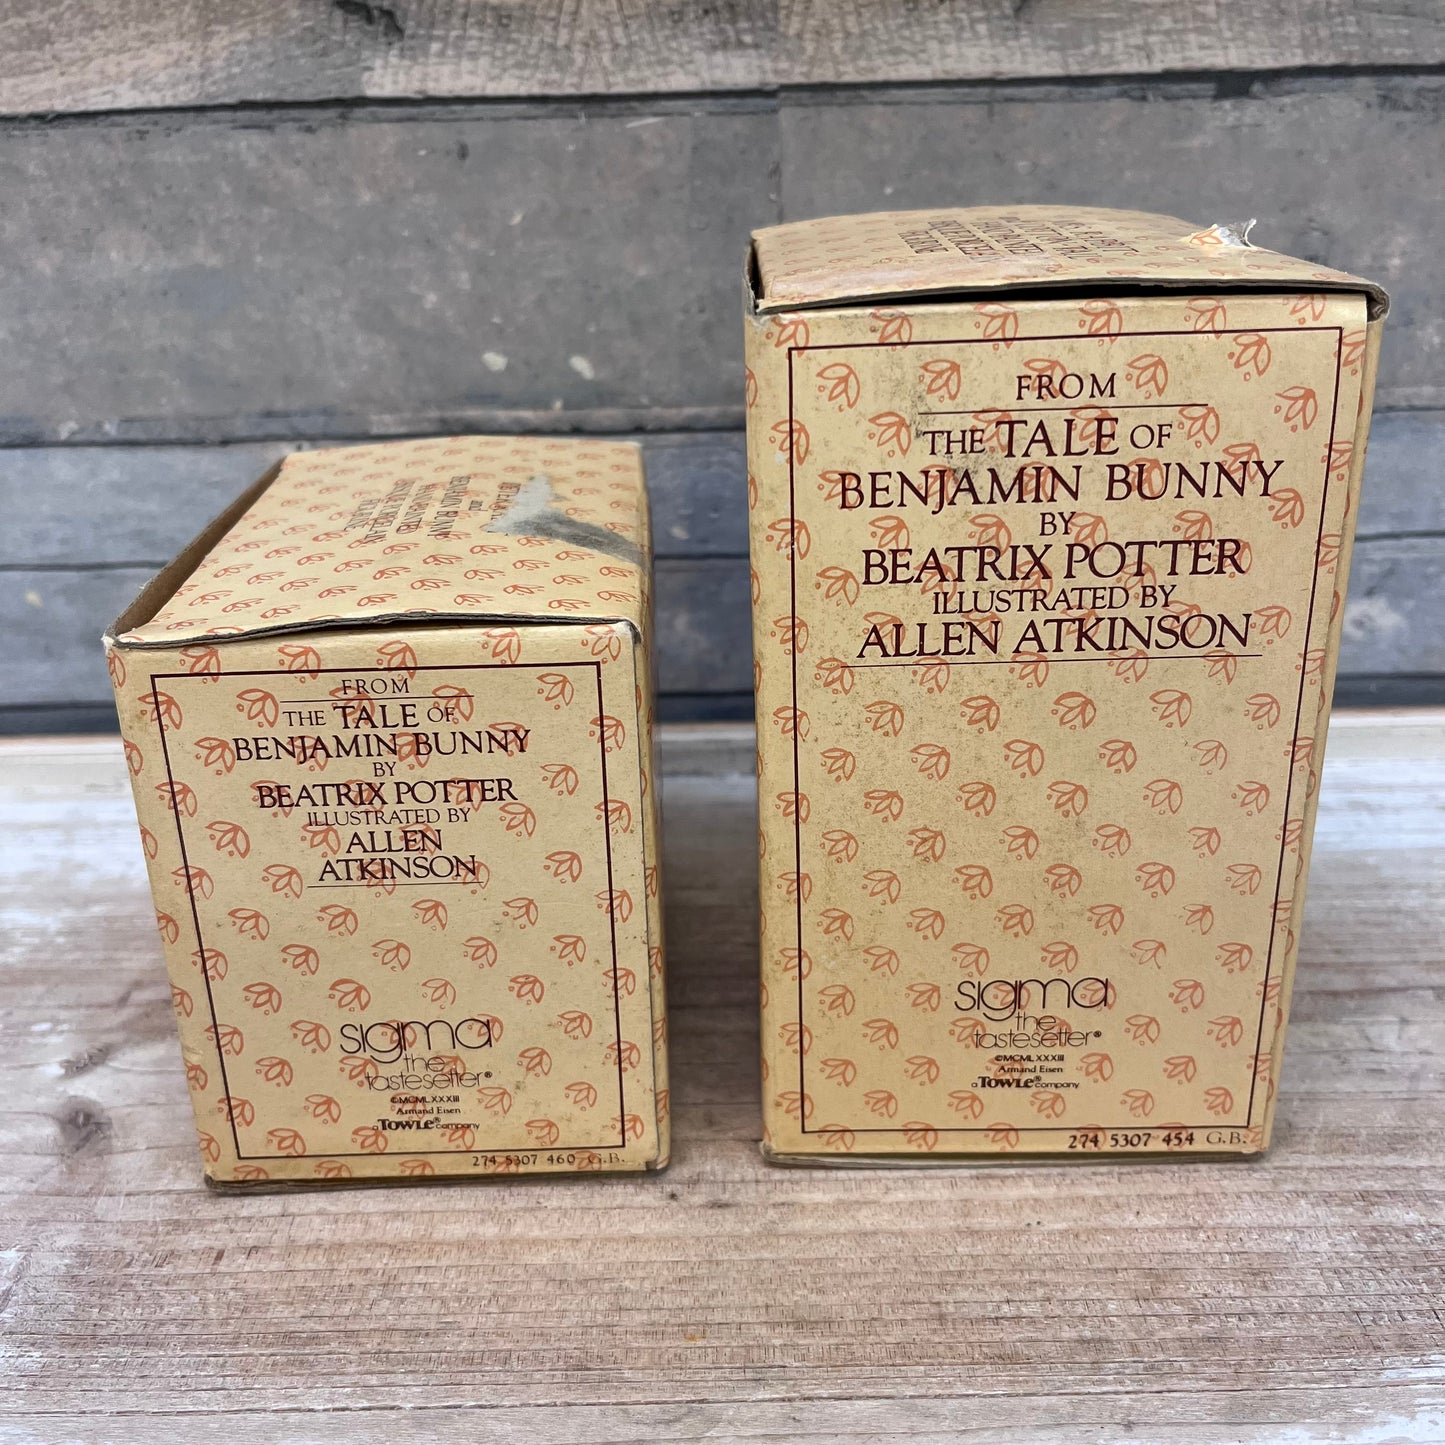 FROM
THE TALE OF
BENJAMIN BUNNY
BY
BEATRIX POTTER
ILLUSTRATED BY
ALLEN
ATKINSON
sigma
the
tastesetter®
©MCMLXXXIII
Armand Eisen
a TOWLE® company
274 5307 460 G.B.
FROM
THE TALE OF
BENJAMIN BUNNY
BY
BEATRIX POTTER
ILLUSTRATED BY
ALLEN ATKINSON
sigma
the
tastesetter®
©MCMLXXXIII
Armand Eisen
a TOWLE® company
274 5307 454 G.B.